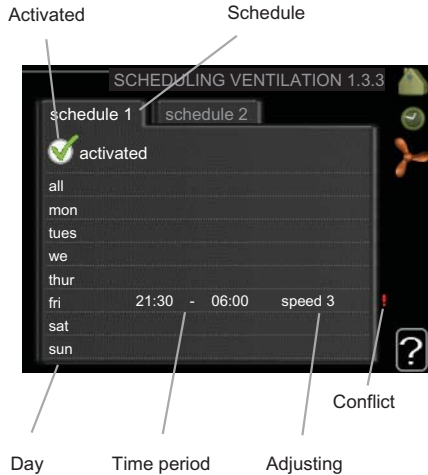 Activated
Schedule
SCHEDULING VENTILATION 1.3.3
schedule 1
schedule 2
activated
all
mon
tues
we
thur
fri 21:30 - 06:00 speed 3 !
sat
sun
?
Conflict
Day
Time period
Adjusting